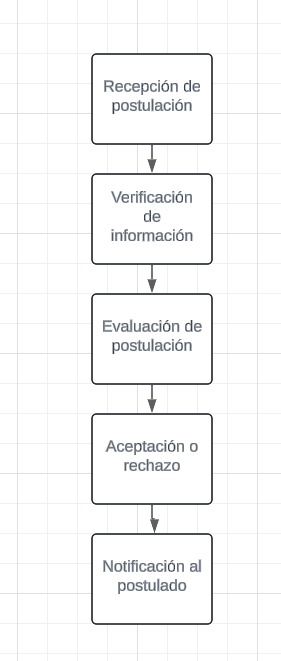 Recepción de
postulación
Verificación
de
información
Evaluación de
postulación
Aceptación o
rechazo
Notificación al
postulado